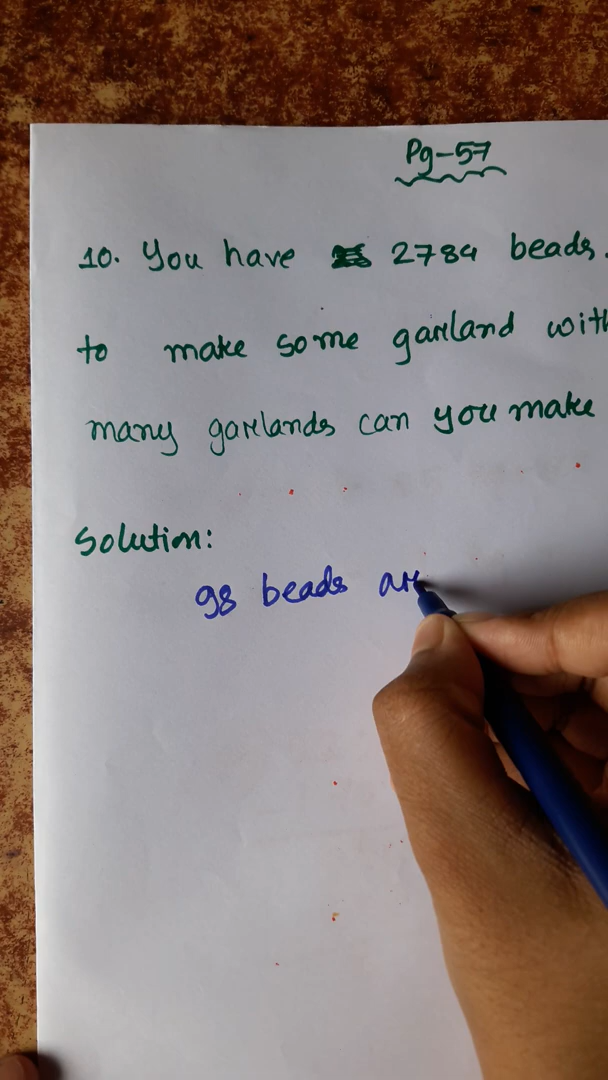 Pg-57
10. You have 2784 beads.
to make some garland with
many garlands can you make
Solution:
98 beads are